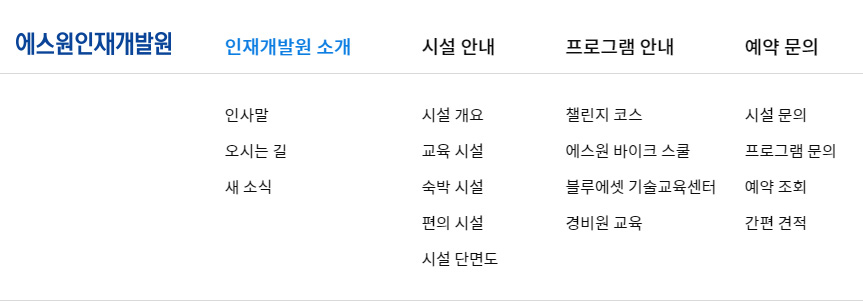 에스원인재개발원
인재개발원 소개
시설 안내
프로그램 안내
예약 문의
인사말
오시는 길
새 소식
시설 개요
교육 시설
숙박 시설
편의 시설
시설 단면도
챌린지 코스
에스원 바이크 스쿨
블루에셋 기술교육센터
경비원 교육
시설 문의
프로그램 문의
예약 조회
간편 견적